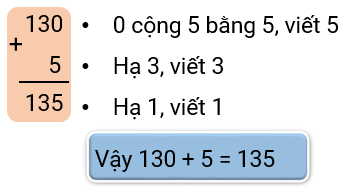 130
+
5
135
• 0 cộng 5 bằng 5, viết 5
• Hạ 3, viết 3
• Hạ 1, viết 1
Vậy 130 + 5 = 135